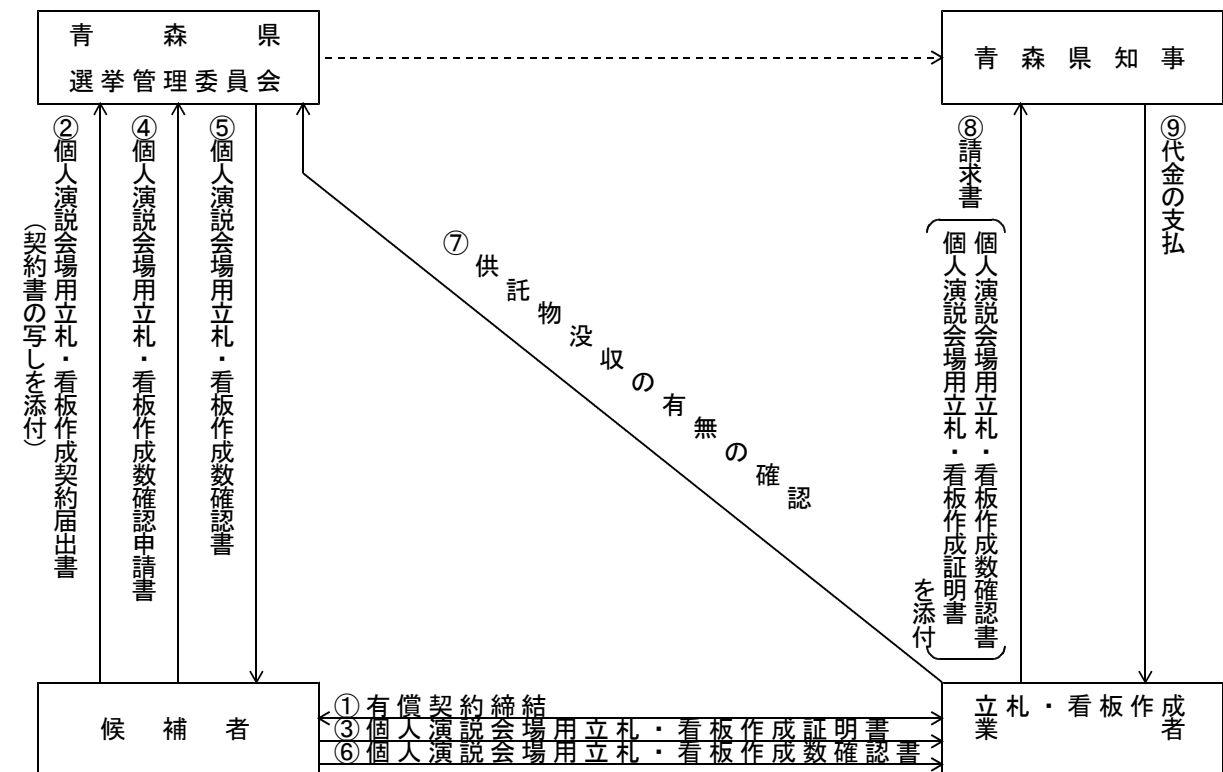 青森県
選挙管理委員会
青森県知事
②個人演説会場用立札・看板作成契約届出書
（契約書の写しを添付）
④個人演説会場用立札・看板作成数確認申請書
⑤個人演説会場用立札・看板作成数確認書
⑦供託物没収の有無の確認
⑧請求書
個人演説会場用立札・看板作成数確認書
個人演説会場用立札・看板作成証明書
を添付
⑨代金の支払
候補者
①有償契約締結
③個人演説会場用立札・看板作成証明書
⑥個人演説会場用立札・看板作成数確認書
立札・看板作成
業者